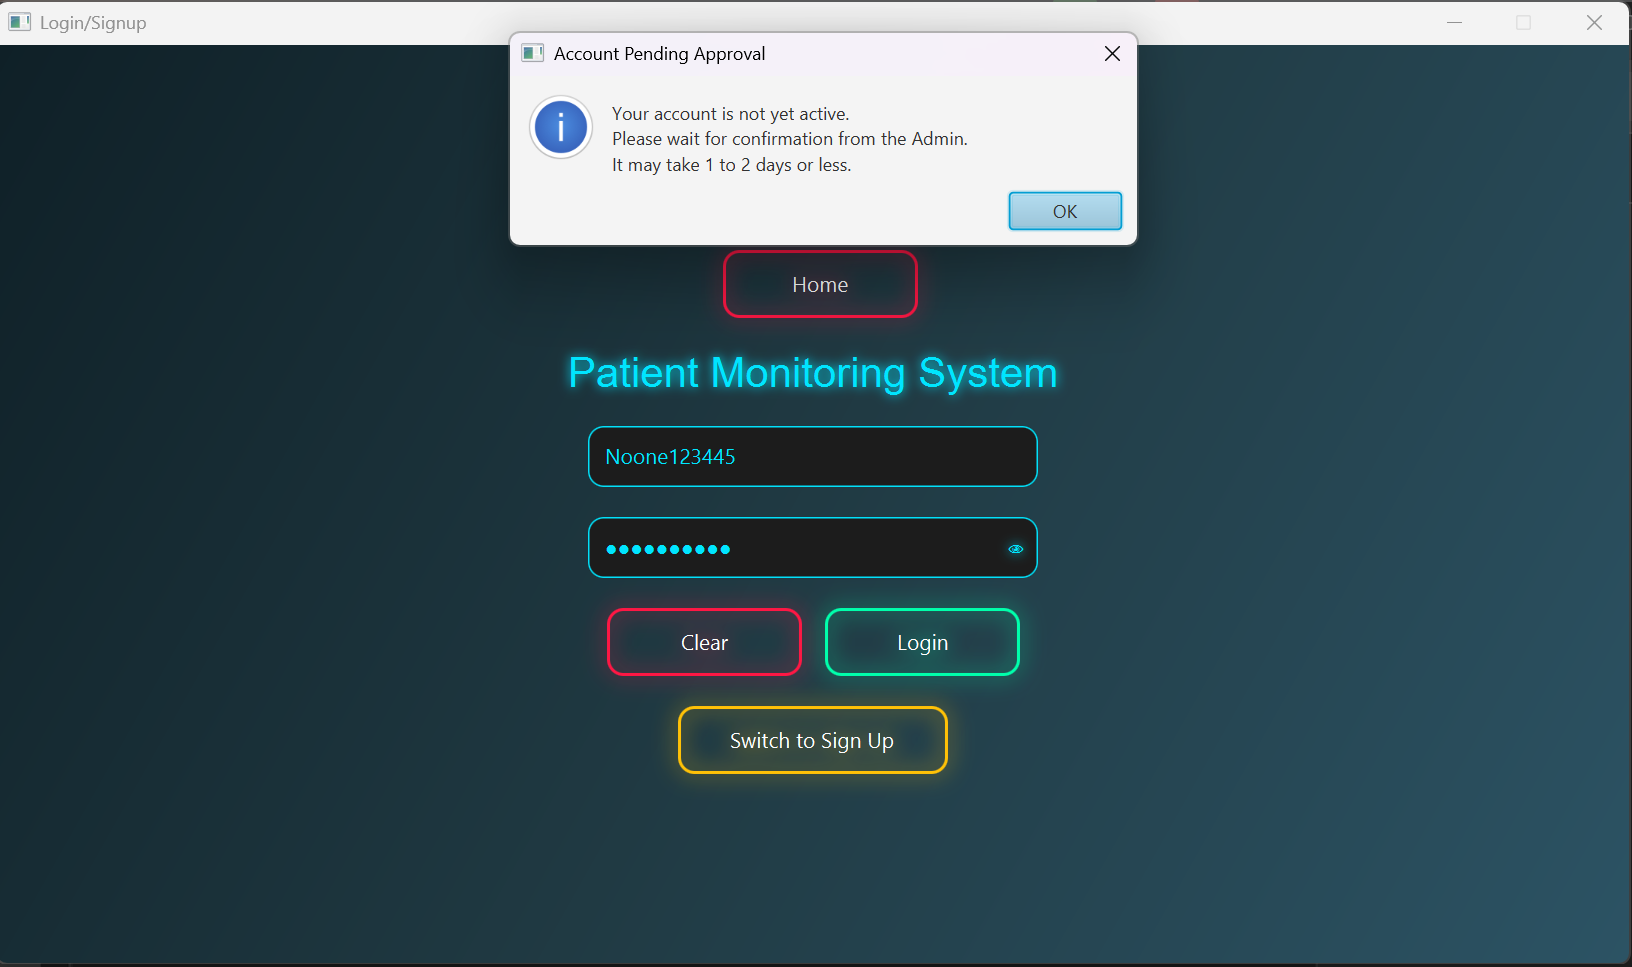 Login/Signup
Account Pending Approval
Your account is not yet active.
Please wait for confirmation from the Admin.
It may take 1 to 2 days or less.
OK
Home
Patient Monitoring System
Noone123445
Clear
Login
Switch to Sign Up